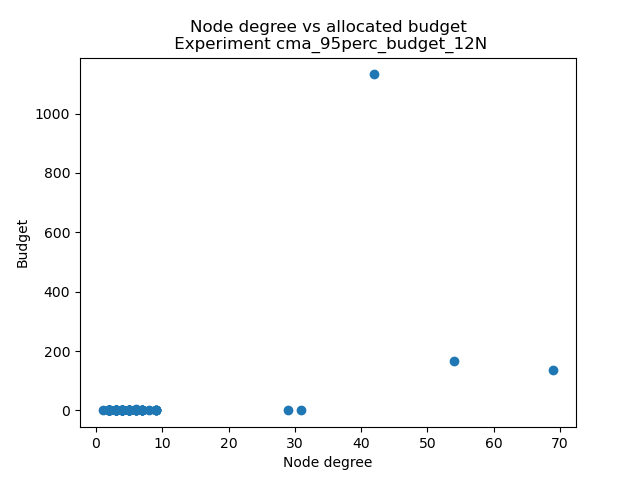 Node degree vs allocated budget
Experiment cma_95perc_budget_12N
1000
800
600
400
200
0
Budget
0 10 20 30 40 50 60 70
Node degree